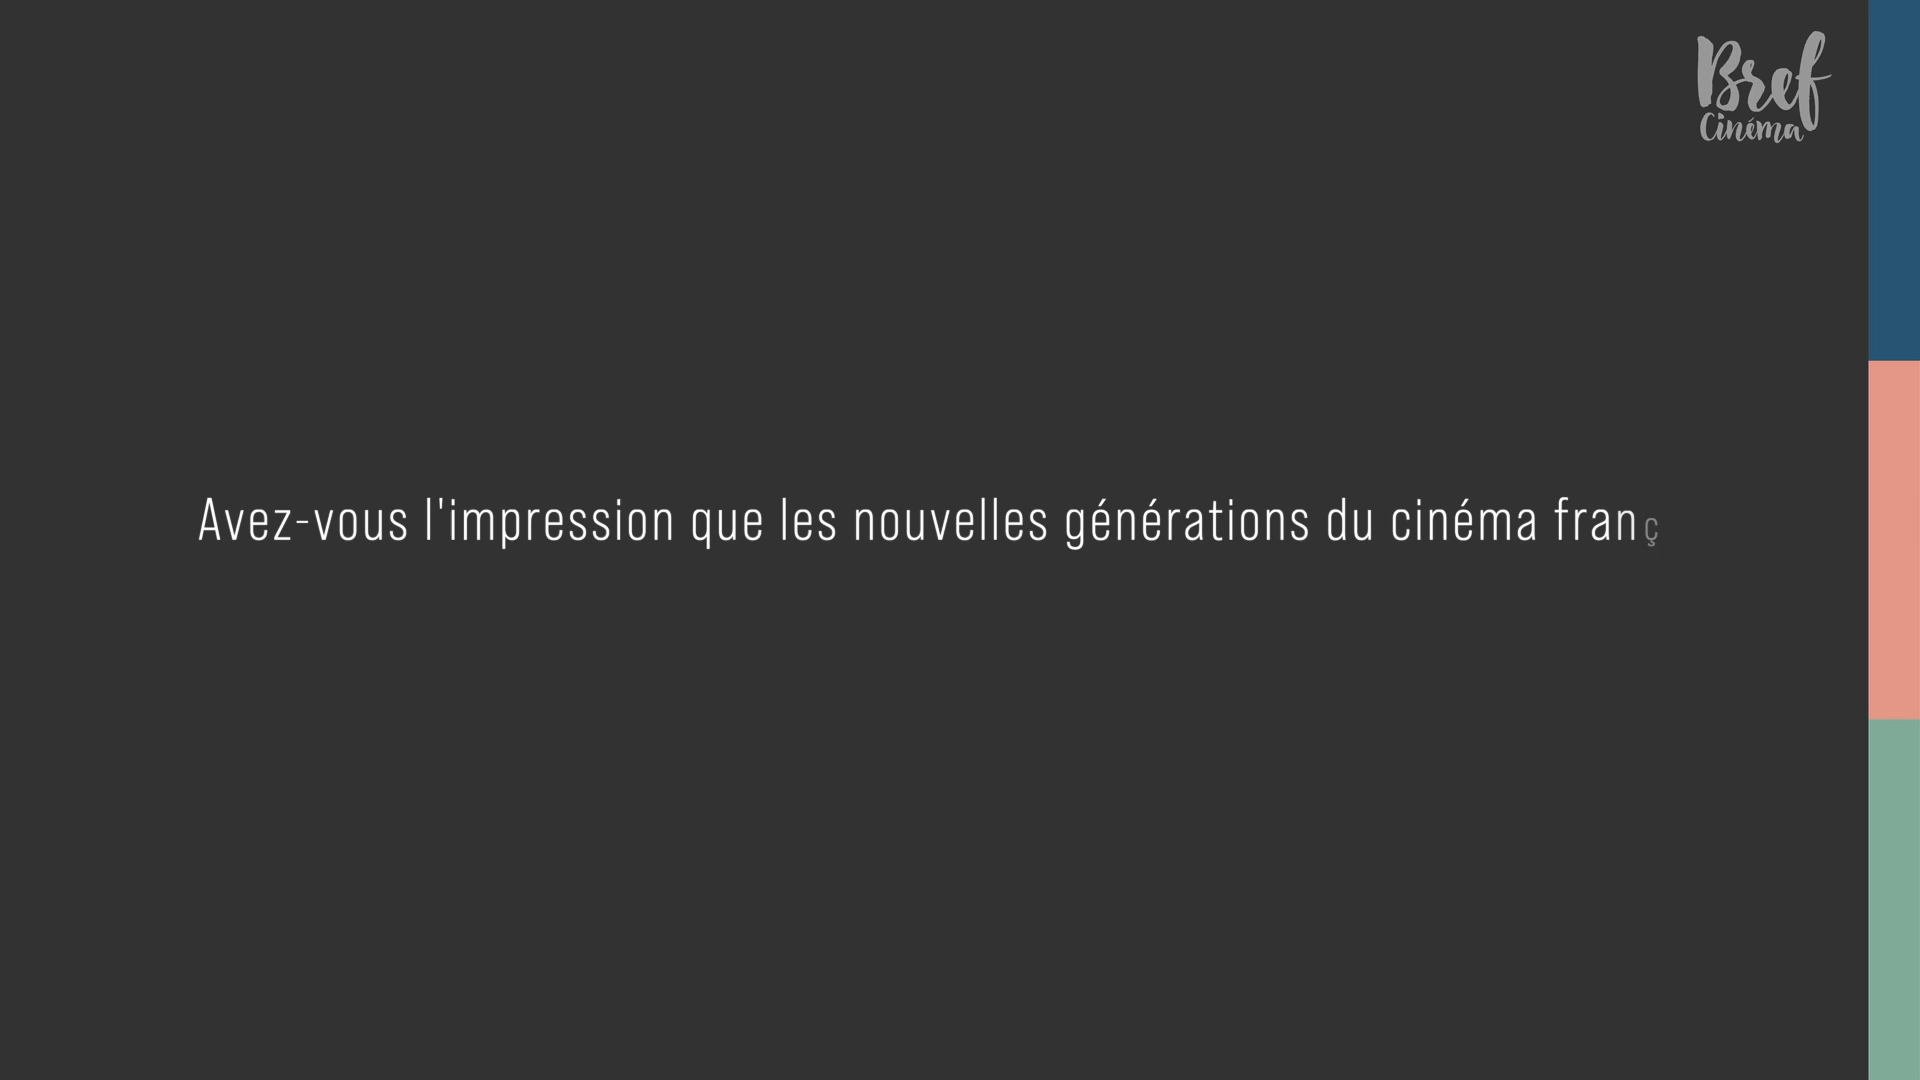 Bref
Cinéma
Avez-vous l'impression que les nouvelles générations du cinéma franç